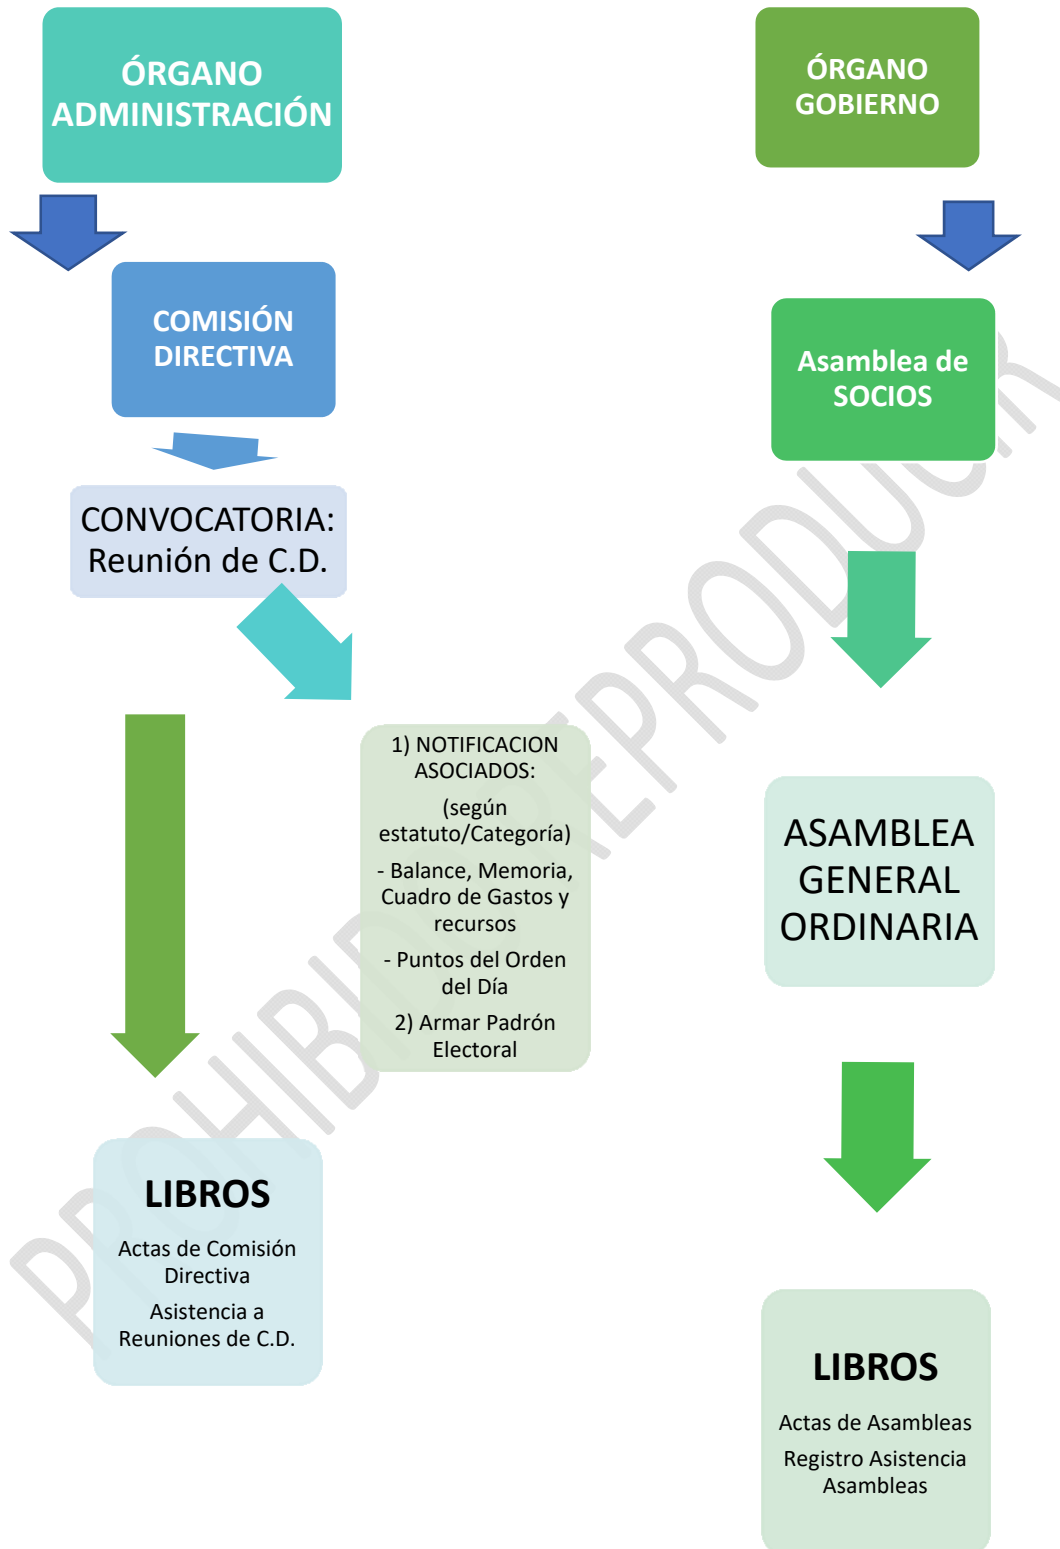 ÓRGANO
ADMINISTRACIÓN
COMISIÓN
DIRECTIVA
CONVOCATORIA:
Reunión de C.D.
1) NOTIFICACION
ASOCIADOS:
(según
estatuto/Categoría)
- Balance, Memoria,
Cuadro de Gastos y
recursos
- Puntos del Orden
del Día
2) Armar Padrón
Electoral
LIBROS
Actas de Comisión
Directiva
Asistencia a
Reuniones de C.D.
ÓRGANO
GOBIERNO
Asamblea de
SOCIOS
ASAMBLEA
GENERAL
ORDINARIA
LIBROS
Actas de Asambleas
Registro Asistencia
Asambleas
PROHIBIDO REPRODUCIR